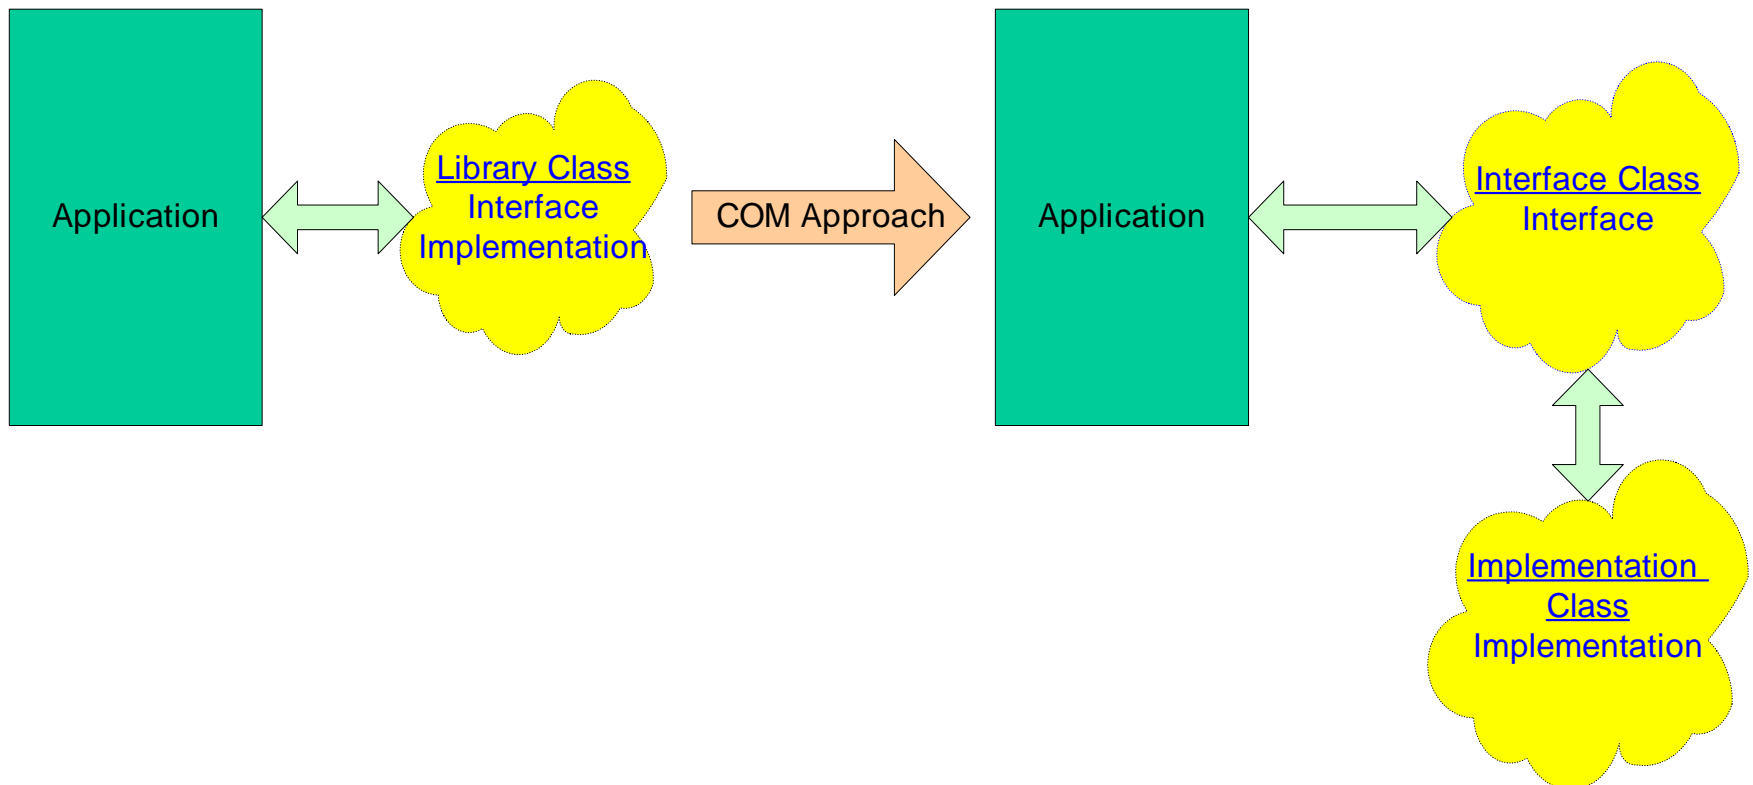 Application
Library Class
Interface
Implementation
COM Approach
Application
Interface Class
Interface
Implementation
Class
Implementation